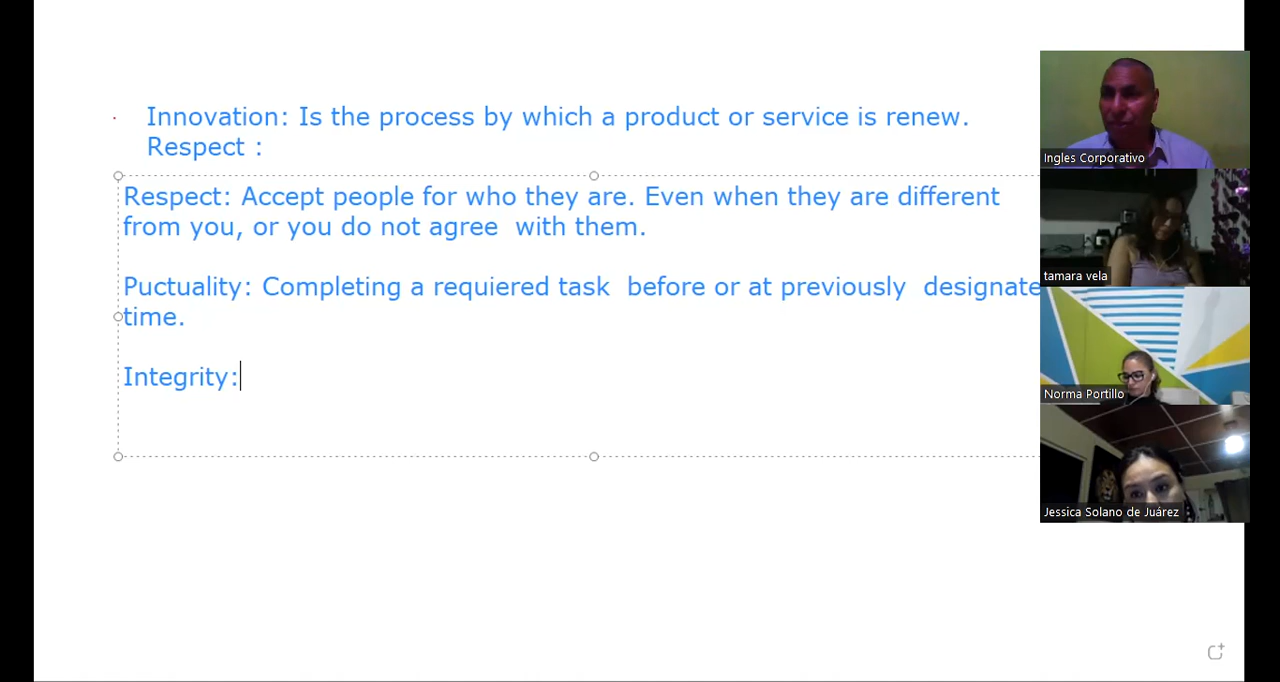 Innovation: Is the process by which a product or service is renew.
Respect :
Respect: Accept people for who they are. Even when they are different
from you, or you do not agree with them.
Puctuality: Completing a requiered task before or at previously designate
time.
Integrity:
Ingles Corporativo
tamara vela
Norma Portillo
Jessica Solano de Juárez